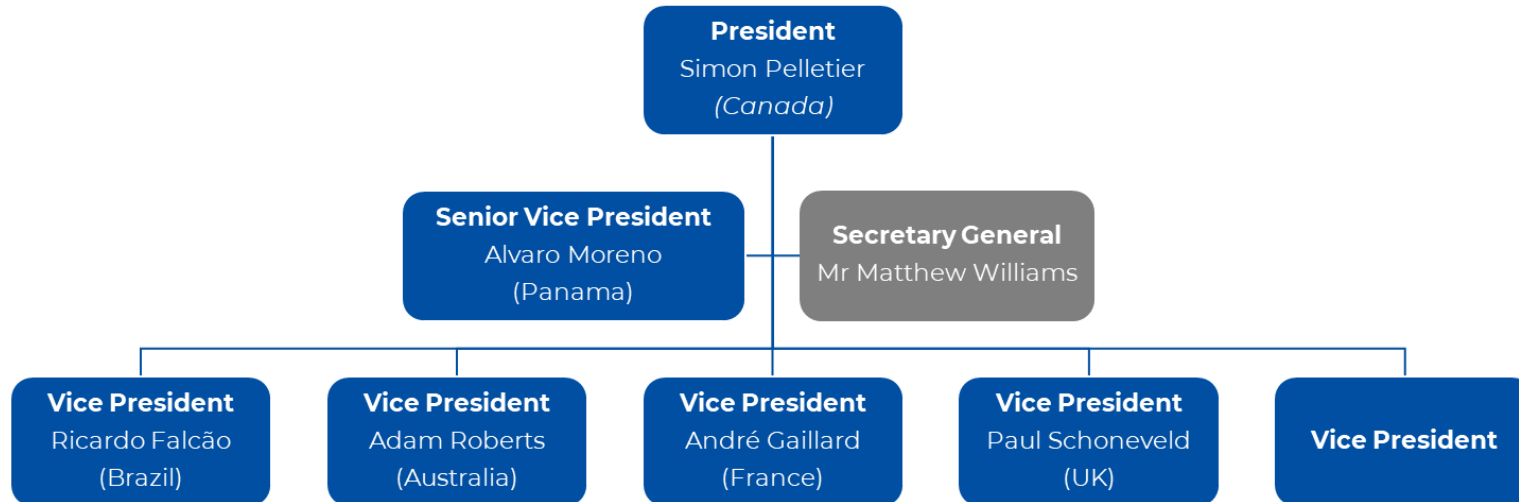 President
Simon Pelletier
(Canada)
Senior Vice President
Alvaro Moreno
(Panama)
Secretary General
Mr Matthew Williams
Vice President
Ricardo Falcão
(Brazil)
Vice President
Adam Roberts
(Australia)
Vice President
André Gaillard
(France)
Vice President
Paul Schoneveld
(UK)
Vice President